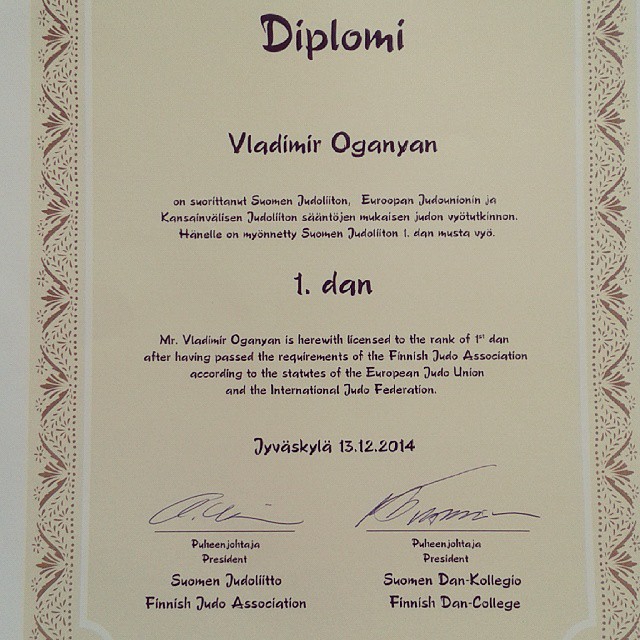 Diplomi
Vladimir Oganyan
on suorittanut Suomen Judoliiton, Euroopan Judounionin ja
Kansainvälisen Judoliiton sääntöjen mukaisen judon vyötutkinnon.
Hänelle on myönnetty Suomen Judoliiton 1. dan musta vyö.
1. dan
Mr. Vladimir Oganyan is herewith licensed to the rank of 1st dan
after having passed the requirements of the Finnish Judo Association
according to the statutes of the European Judo Union
and the International Judo Federation.
Jyväskylä 13.12.2014
Puheenjohtaja
President
Suomen Judoliitto
Finnish Judo Association
Puheenjohtaja
President
Suomen Dan-Kollegio
Finnish Dan-College